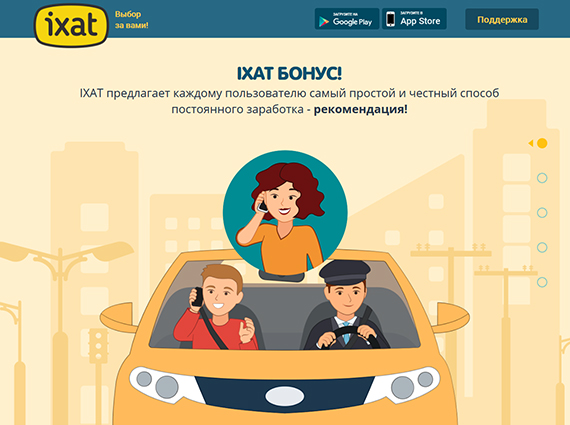 ixat
Выбор
за вами!
ЗАГРУЗИТЕ НА
Google Play
ЗАГРУЗИТЕ В
App Store
Поддержка
IXAT БОНУС!
IXAT предлагает каждому пользователю самый простой и честный способ
постоянного заработка - рекомендация!